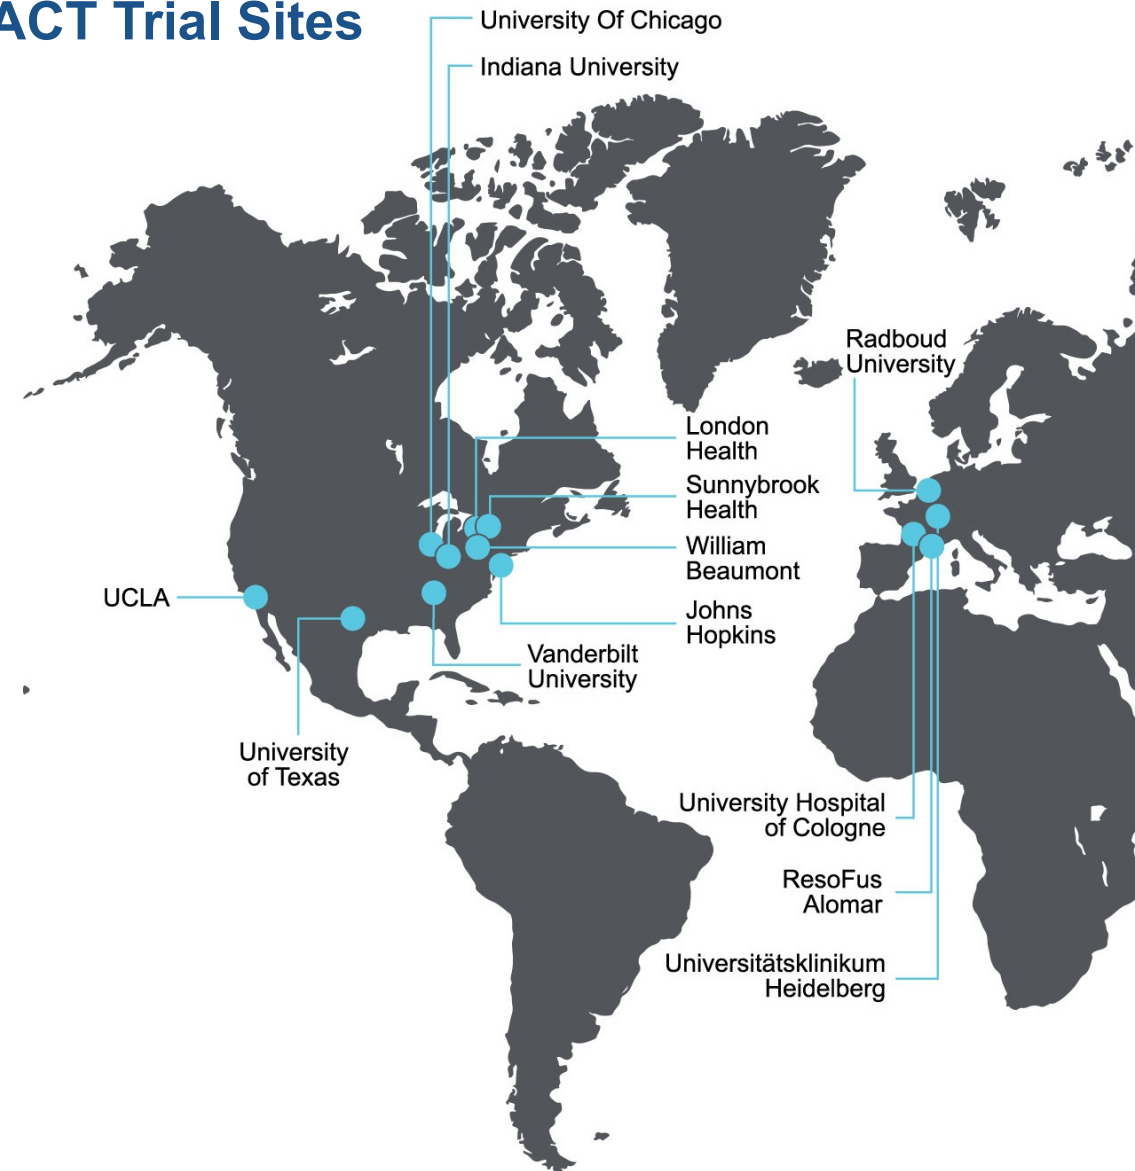 ACT Trial Sites
University Of Chicago
Indiana University
Radboud
University
London
Health
Sunnybrook
Health
William
Beaumont
UCLA
Johns
Hopkins
Vanderbilt
University
University
of Texas
University Hospital
of Cologne
ResoFus
Alomar
Universitätsklinikum
Heidelberg